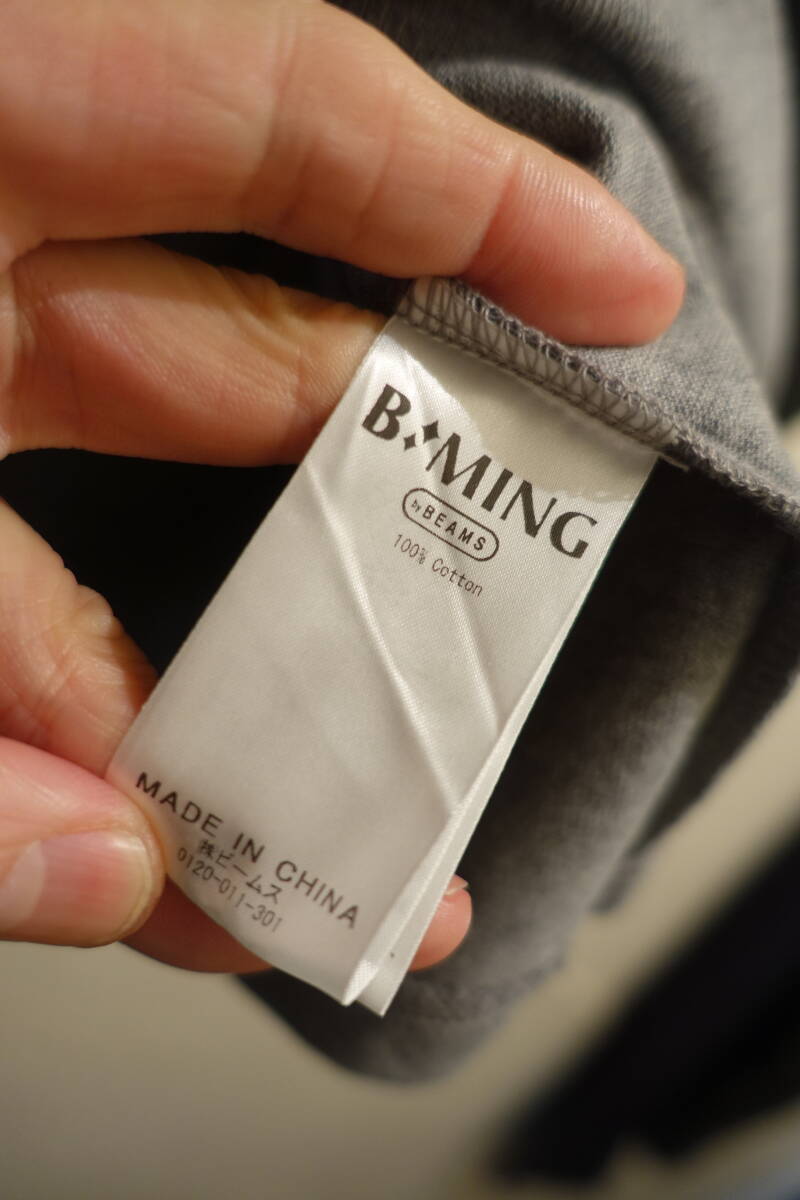 B:MING
by BEAMS
100% Cotton
MADE IN CHINA
㈱ビームス
0120-011-301